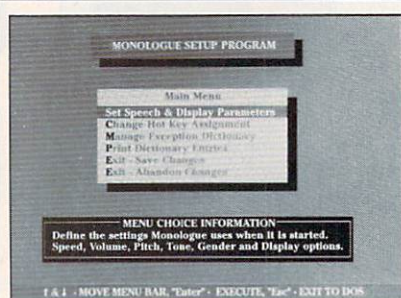 MONOLOGUE SETUP PROGRAM
Main Menu
Set Speech & Display Parameters
Change Hot Key Assignment
Manage Exception Dictionary
Print Dictionary Entries
Exit - Save Changes
Exit - Abandon Changes
MENU CHOICE INFORMATION
Define the settings Monologue uses when it is started.
Speed, Volume, Pitch, Tone, Gender and Display options.
↑ & ↓ - MOVE MENU BAR, "Enter" - EXECUTE, "Esc" - EXIT TO DOS